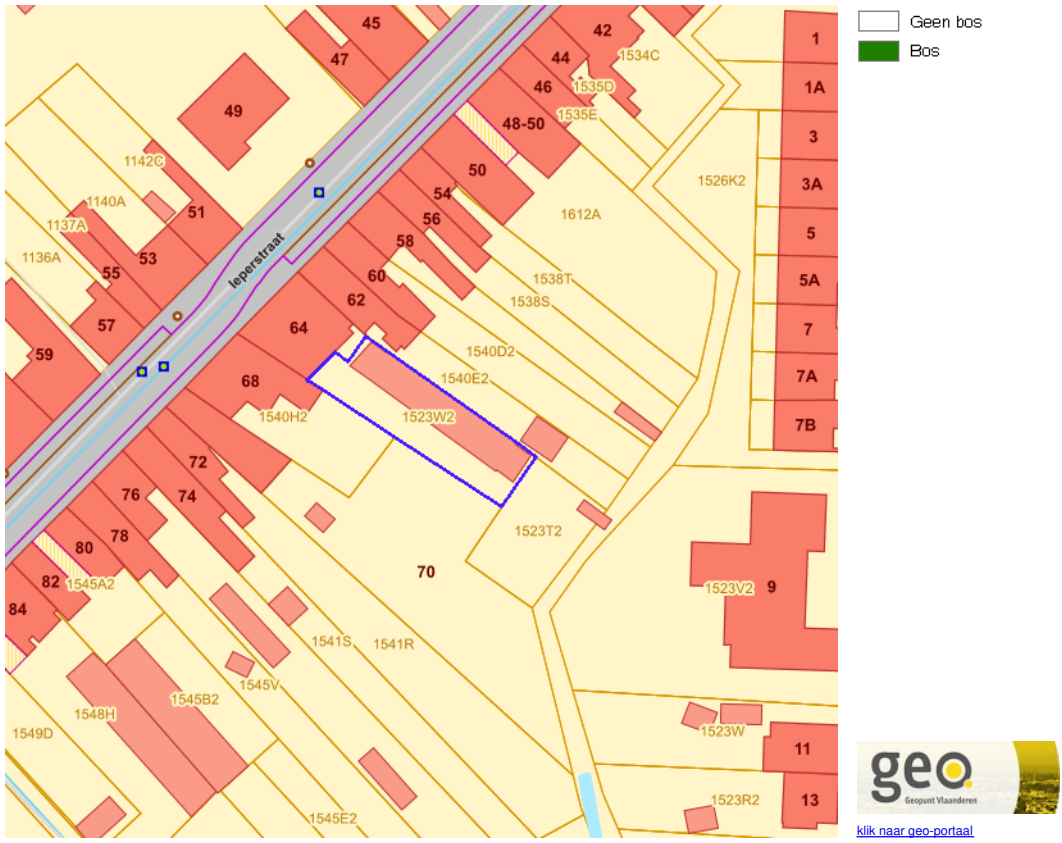 Geen bos
Bos
45
47
49
42
44
46
1534C
1535D
1535E
48-50
50
1
1A
3
3A
5
5A
7
7A
7B
1526K2
1142C
1140A
1137A
1136A
51
53
55
57
59
Ieperstraat
54
56
58
60
62
64
68
1612A
1538T
1538S
1540D2
1540E2
1523W2
1540H2
72
74
76
78
80
82
84
1545A2
70
1523T2
1523V2
9
1541S
1541R
1545V
1545B2
1548H
1549D
1545E2
1523W
11
1523R2
13
geo.
Geopunt Vlaanderen
klik naar geo-portaal